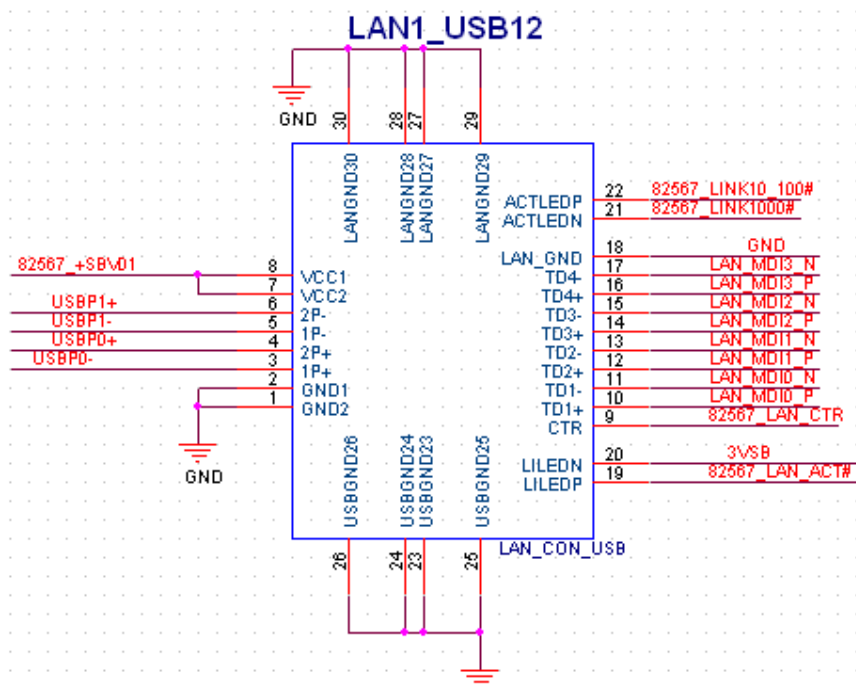 LAN1_USB12
GND
30
28
27
29
LANGND30
LANGND28
LANGND27
LANGND29
ACTLEDP 22 82567_LINK10_100#
ACTLEDN 21 82567_LINK1000#
LAN_GND 18 GND
TD4- 17 LAN_MDI3_N
TD4+ 16 LAN_MDI3_P
TD3- 15 LAN_MDI2_N
TD3+ 14 LAN_MDI2_P
TD2- 13 LAN_MDI1_N
TD2+ 12 LAN_MDI1_P
TD1- 11 LAN_MDI0_N
TD1+ 10 LAN_MDI0_P
CTR 9 82567_LAN_CTR
LILEDN 20 3VSB
LILEDP 19 82567_LAN_ACT#
82567_+SBV01 8 VCC1
7 VCC2
USBP1+ 6 2P-
USBP1- 5 1P-
USBP0+ 4 2P+
USBP0- 3 1P+
2 GND1
1 GND2
GND
USBGND26
USBGND24
USBGND23
USBGND25
LAN_CON_USB
26
24
23
25